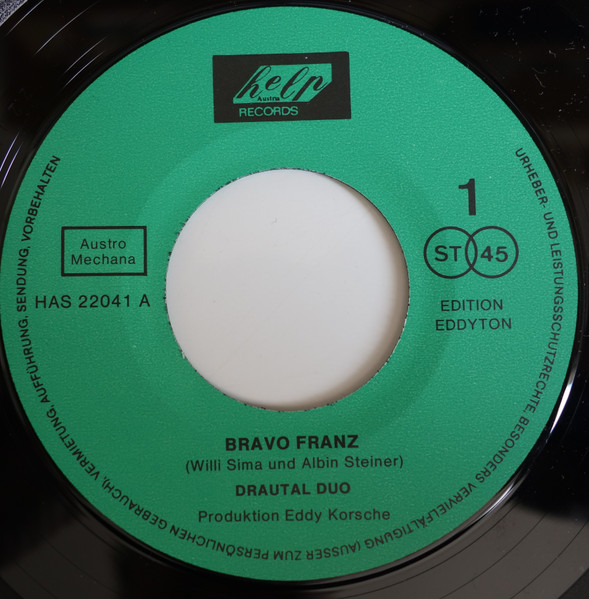 help
Austria
RECORDS
1
Austro
Mechana
ST 45
HAS 22041 A
EDITION
EDDYTON
BRAVO FRANZ
(Willi Sima und Albin Steiner)
DRAUTAL DUO
Produktion Eddy Korsche
URHEBER- UND LEISTUNGSSCHUTZRECHTE BESONDERS VERVIELFÄLTIGUNG (AUSSER ZUM PERSÖNLICHEN GEBRAUCH), VERMIETUNG, AUFFÜHRUNG, SENDUNG, VORBEHALTEN